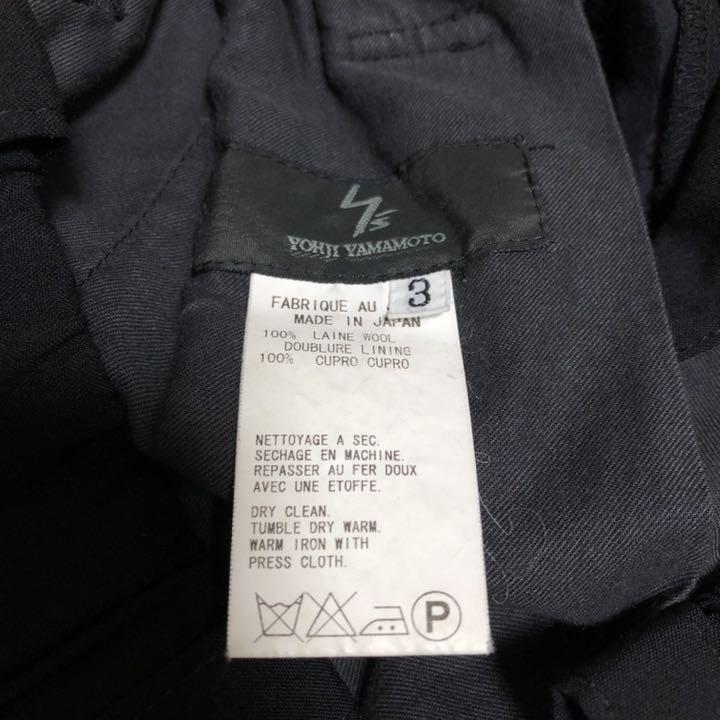 Y's
YOHJI YAMAMOTO
3
FABRIQUE AU
MADE IN JAPAN
100% LAINE WOOL
DOUBLURE LINING
100% CUPRO CUPRO
NETTOYAGE A SEC.
SECHAGE EN MACHINE.
REPASSER AU FER DOUX
AVEC UNE ETOFFE.
DRY CLEAN.
TUMBLE DRY WARM.
WARM IRON WITH
PRESS CLOTH.
P